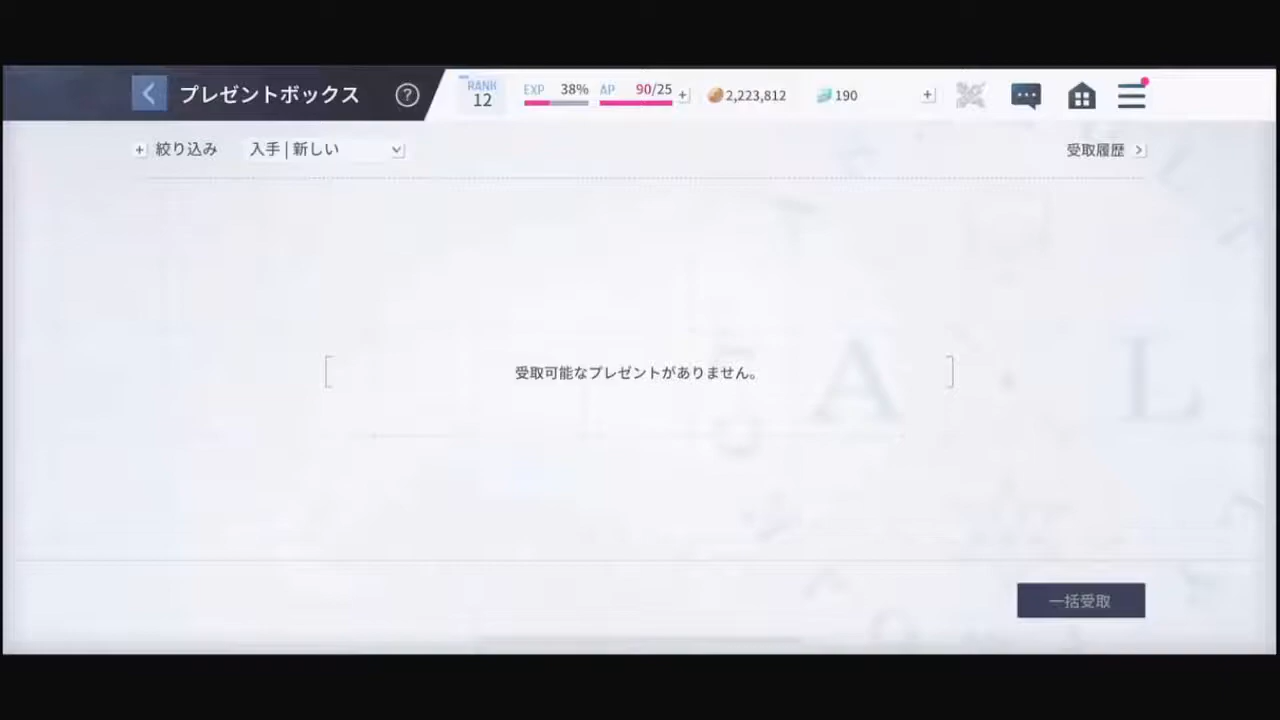 プレゼントボックス ?
RANK 12
EXP 38%
AP 90/25
2,223,812
190
絞り込み
入手 | 新しい
受取履歴
A L
受取可能なプレゼントがありません。
一括受取